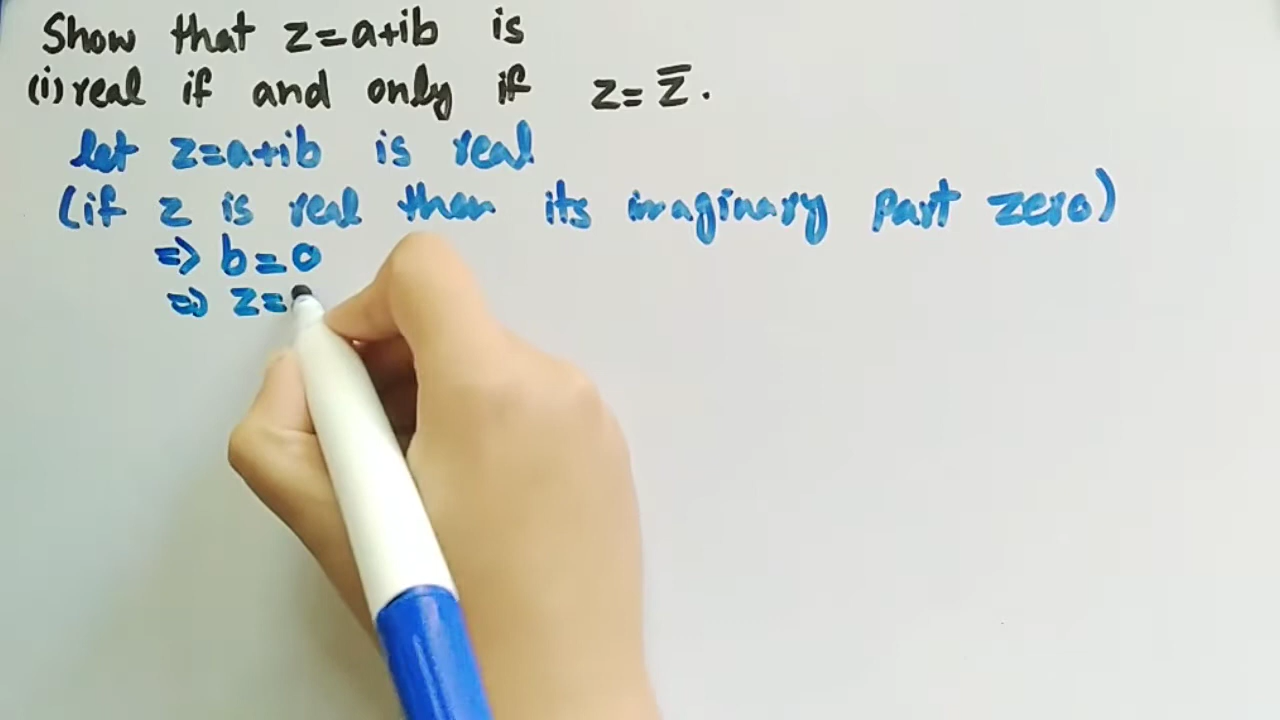 Show that z=a+ib is
(i) real if and only if z=z̅.
let z=a+ib is real
(if z is real then its imaginary part zero)
=> b=0
=> z=